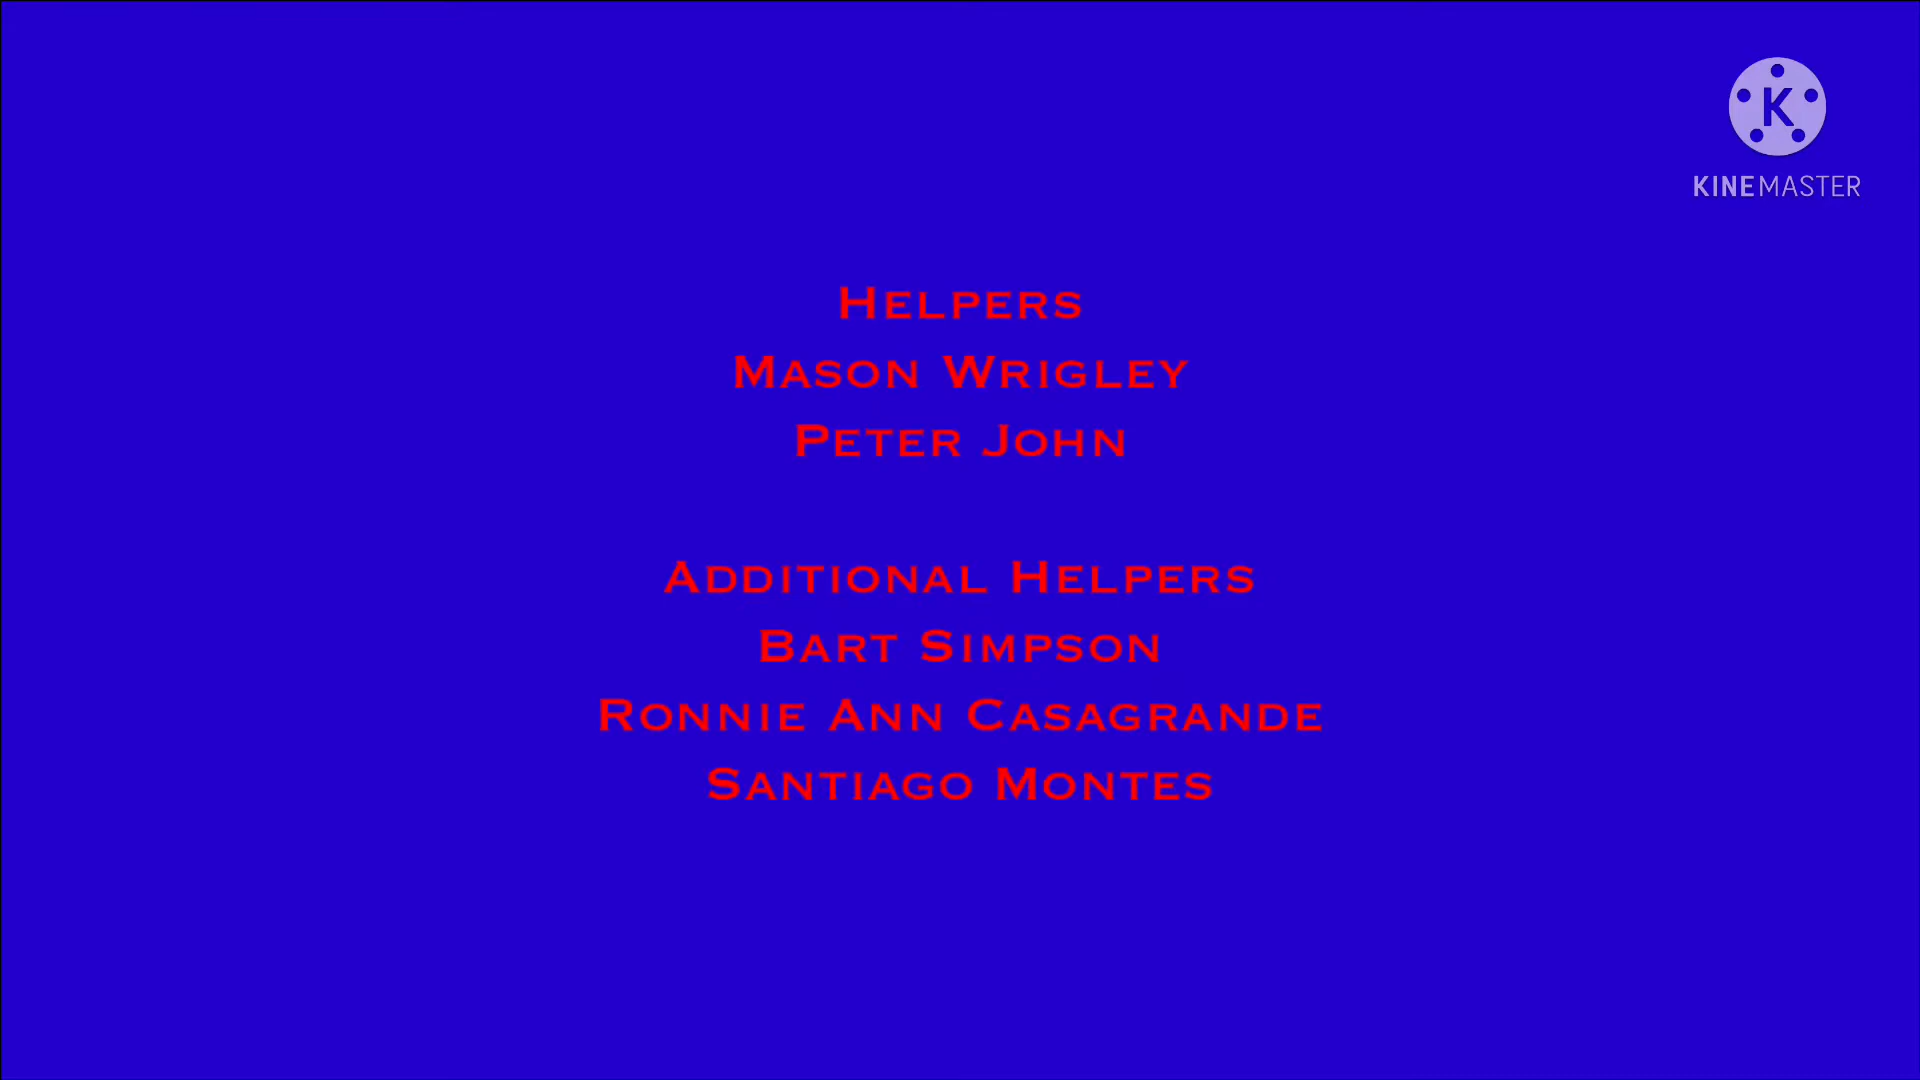 K
KINEMASTER
Helpers
Mason Wrigley
Peter John
Additional Helpers
Bart Simpson
Ronnie Ann Casagrande
Santiago Montes